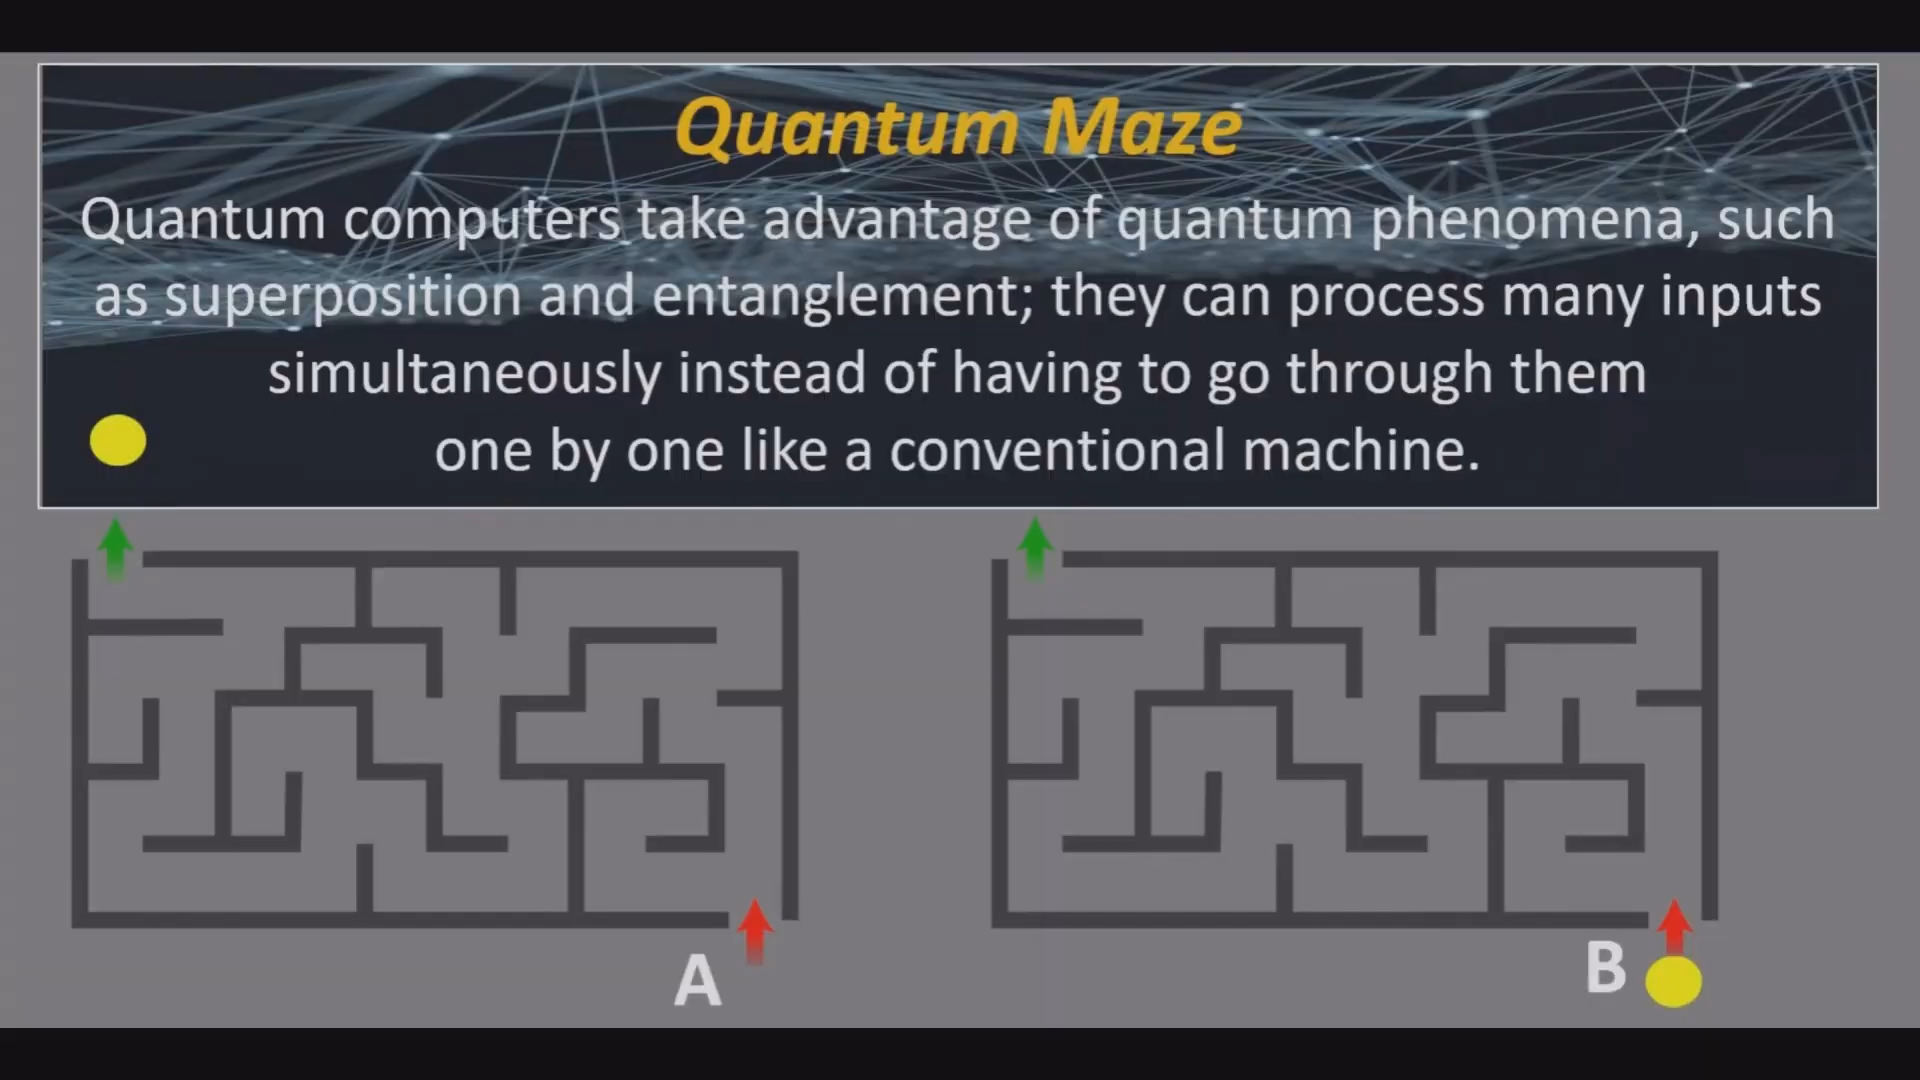 Quantum Maze
Quantum computers take advantage of quantum phenomena, such
as superposition and entanglement; they can process many inputs
simultaneously instead of having to go through them
one by one like a conventional machine.
A
B